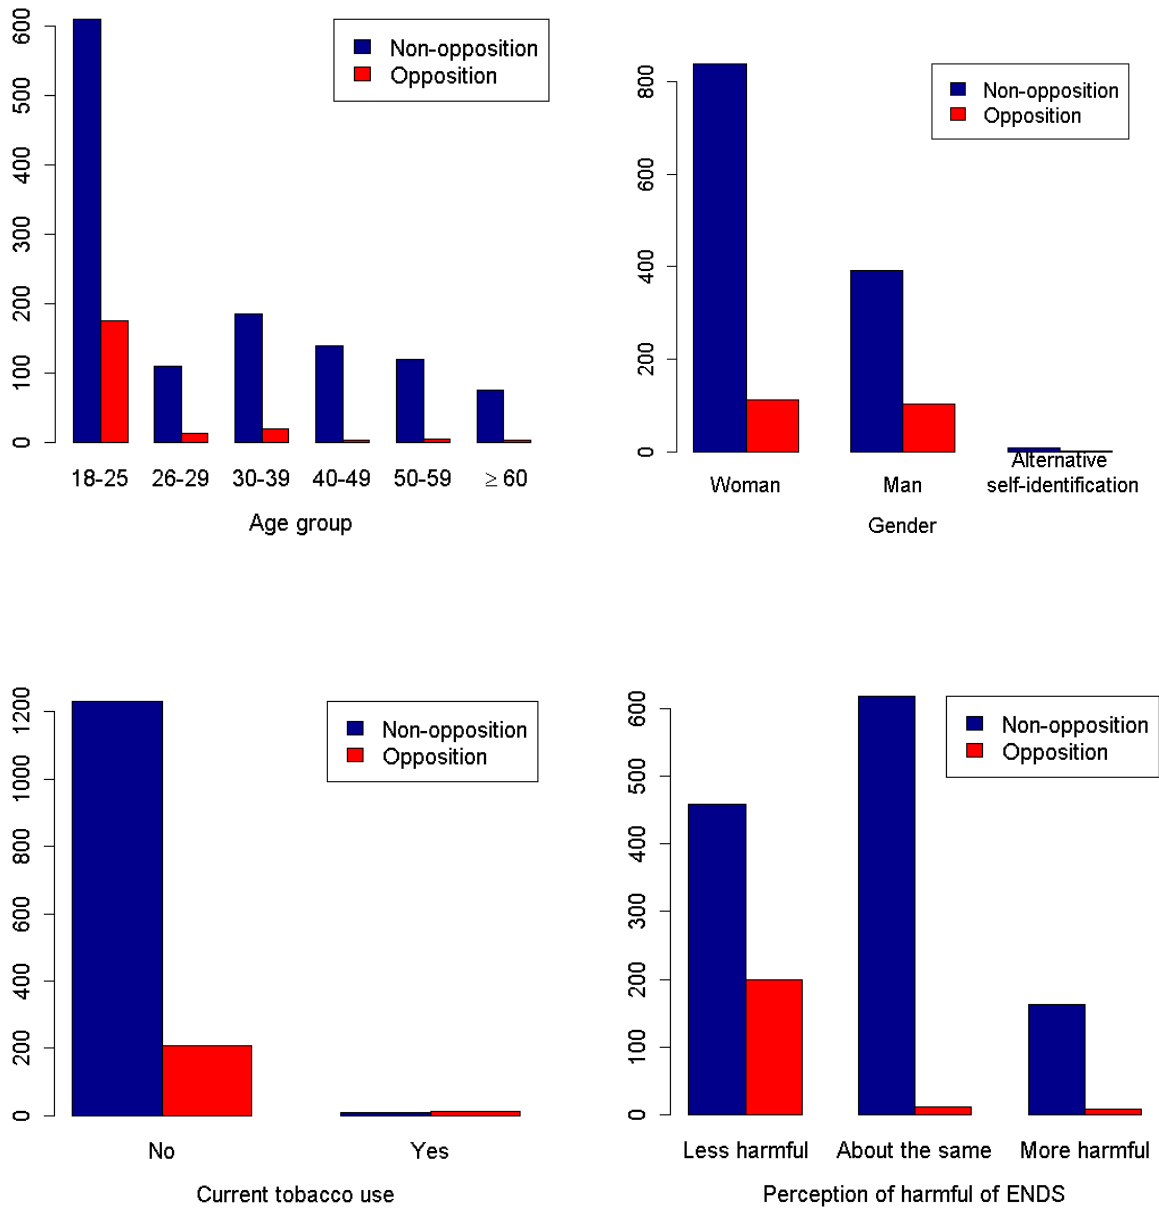 600
500
400
300
200
100
0
Non-opposition
Opposition
18-25 26-29 30-39 40-49 50-59 ≥ 60
Age group
800
600
400
200
0
Non-opposition
Opposition
Woman Man Alternative
self-identification
Gender
1200
1000
800
600
400
200
0
Non-opposition
Opposition
No Yes
Current tobacco use
600
500
400
300
200
100
0
Non-opposition
Opposition
Less harmful About the same More harmful
Perception of harmful of ENDS